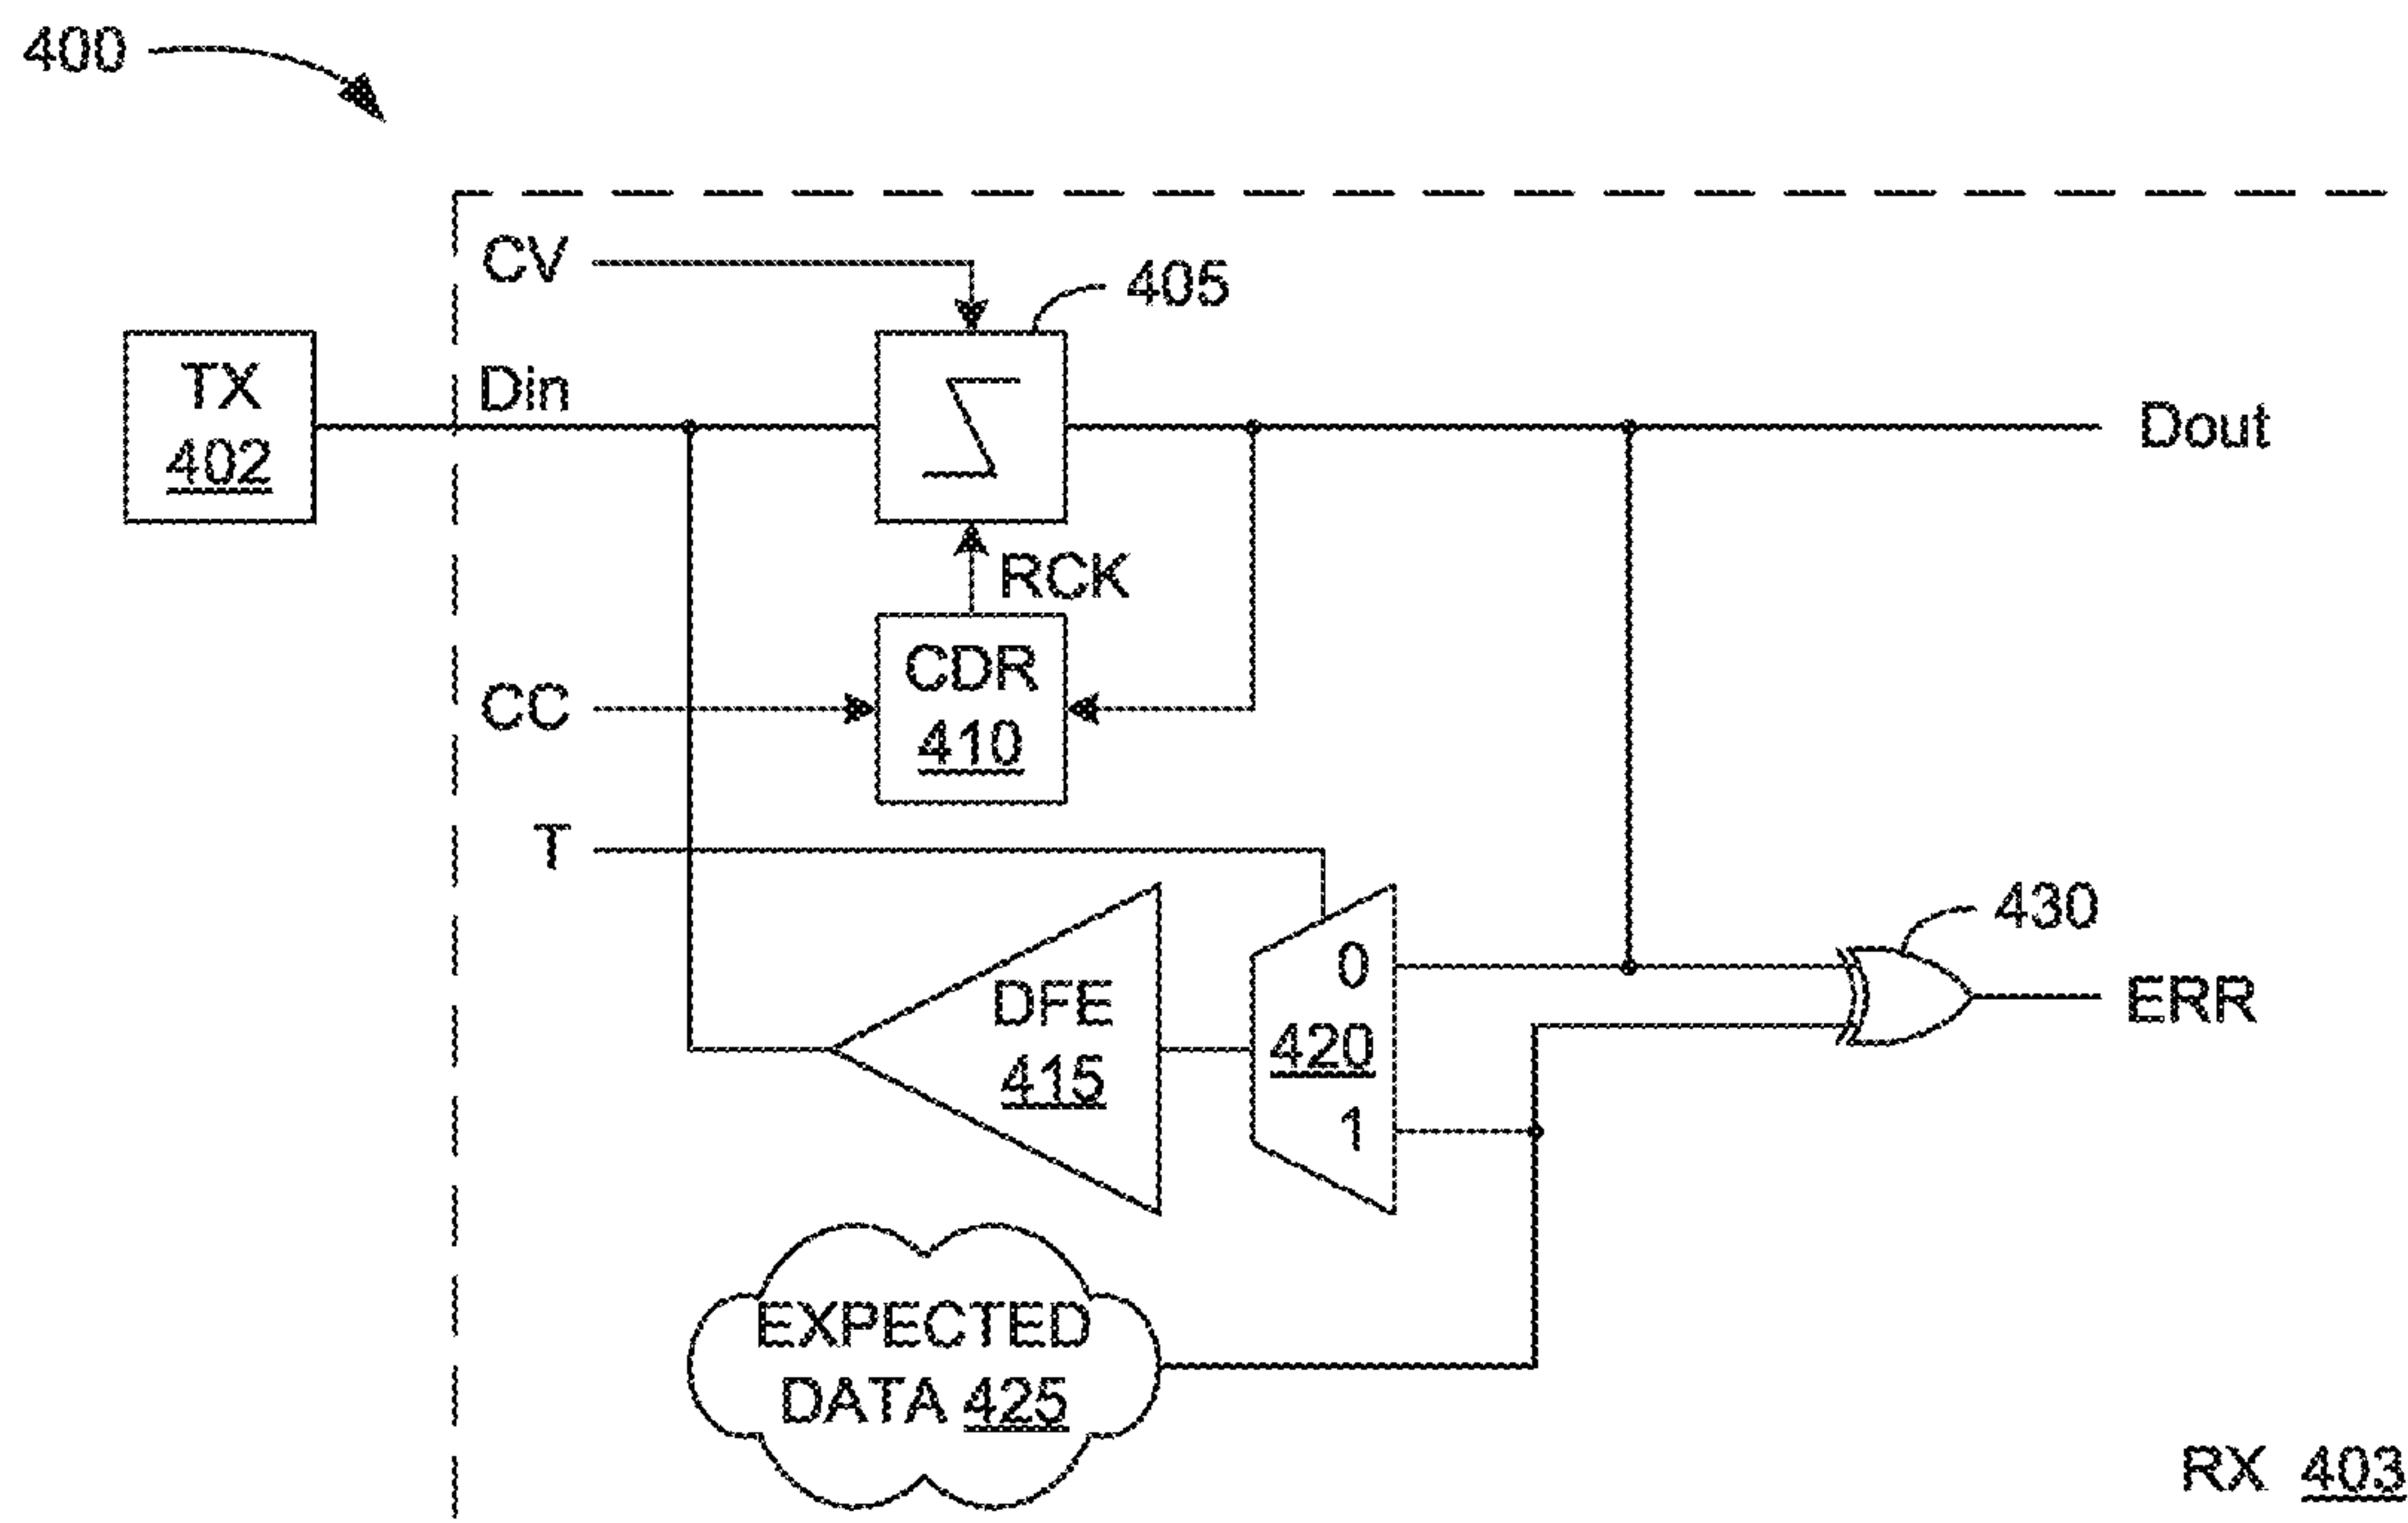 400
CV
405
TX
402
Din
Dout
RCK
CC
CDR
410
T
430
DFE
415
0
420
1
ERR
EXPECTED
DATA 425
RX 403